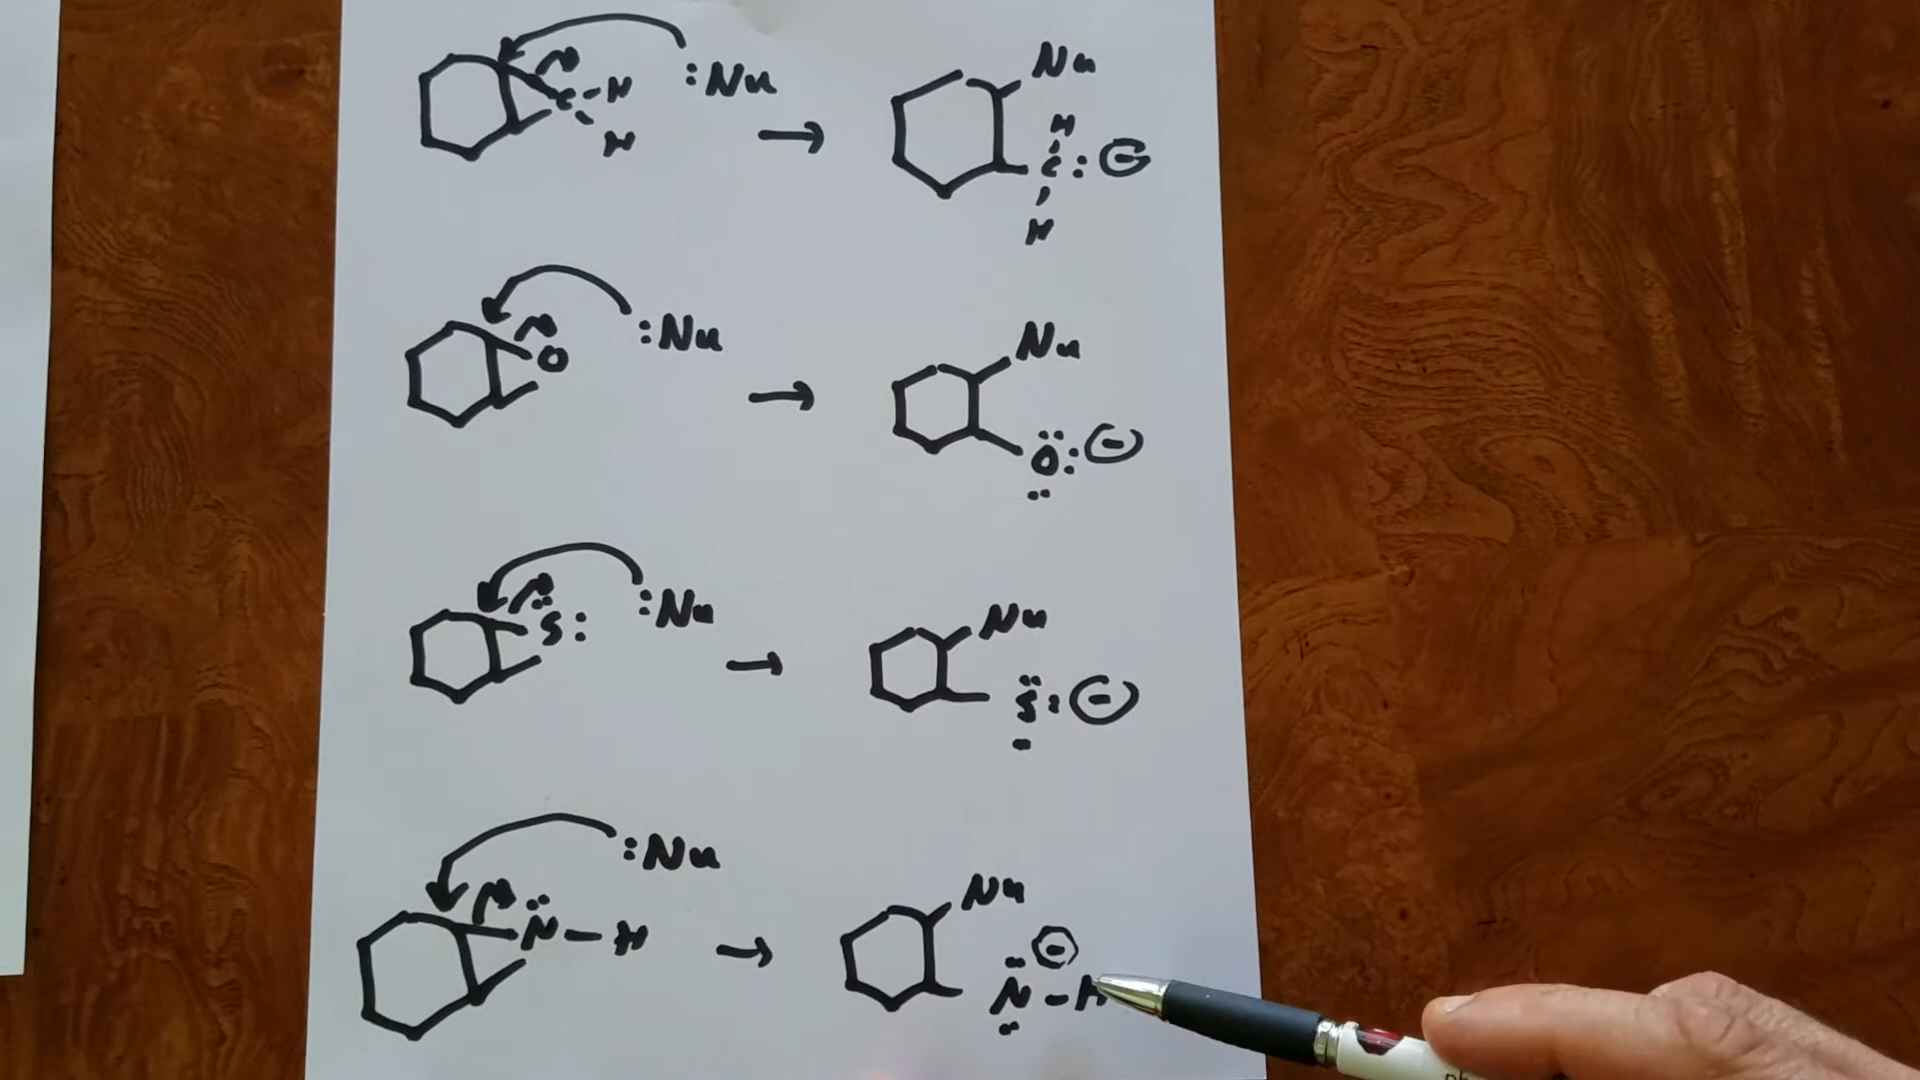 C-H :Nu → Nu
H
H
C: ⊖
H
O :Nu → Nu
:Ö: ⊖
S̈: :Nu → Nu
S̈: ⊖
:Nu
N̈-H → Nu
⊖
N̈-H